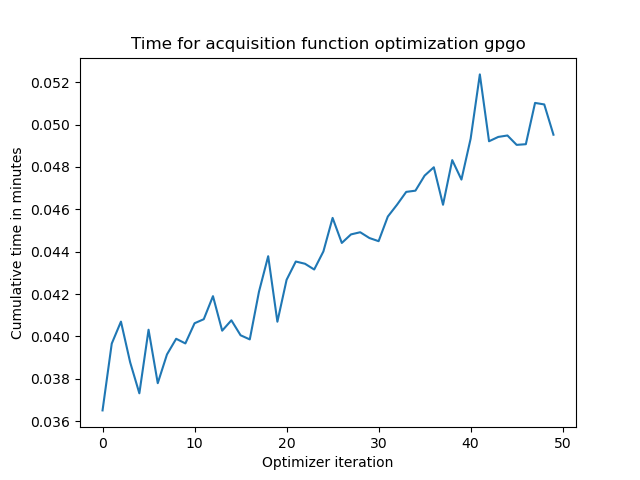 Time for acquisition function optimization gpgo
Cumulative time in minutes
0.052
0.050
0.048
0.046
0.044
0.042
0.040
0.038
0.036
0 10 20 30 40 50
Optimizer iteration